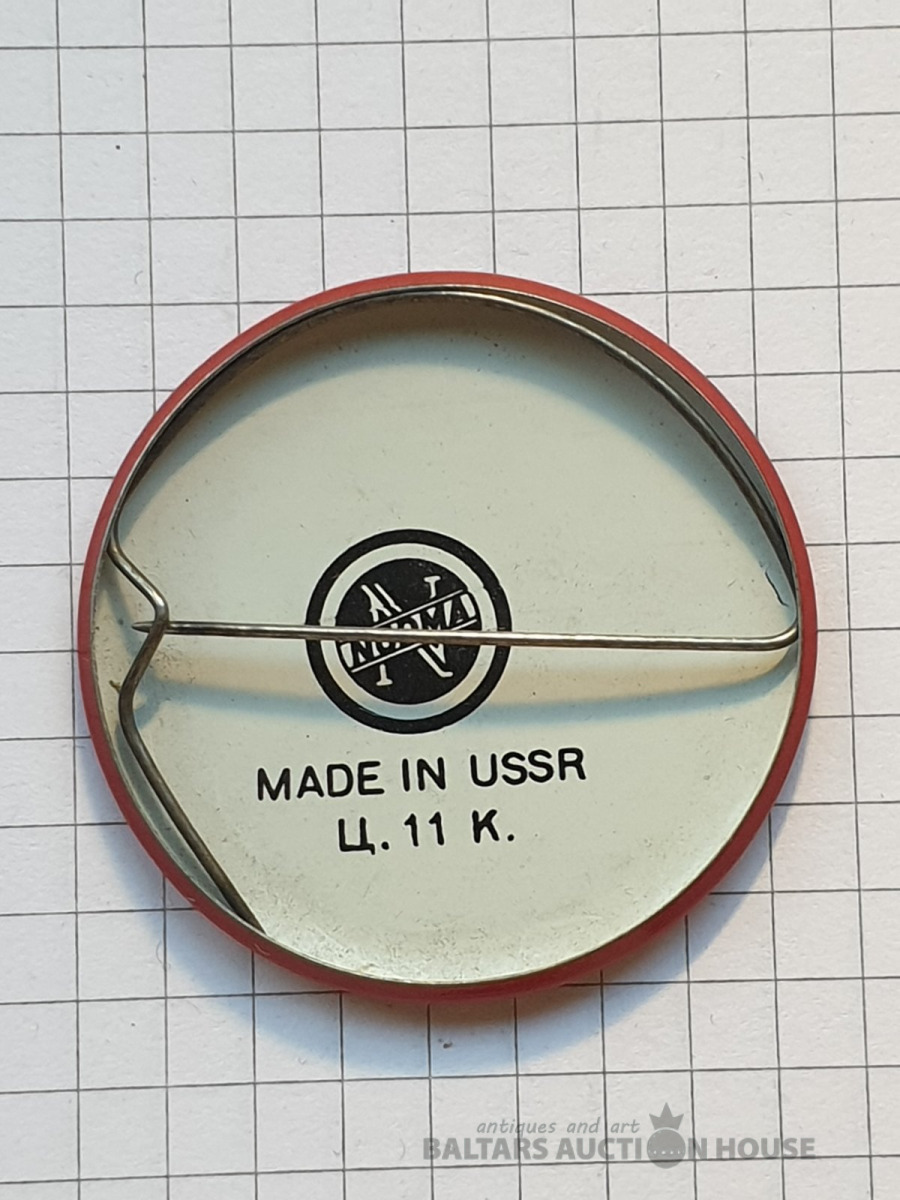 NORMA
MADE IN USSR
Ц. 11 К.
antiques and art
BALTARS AUCTION HOUSE